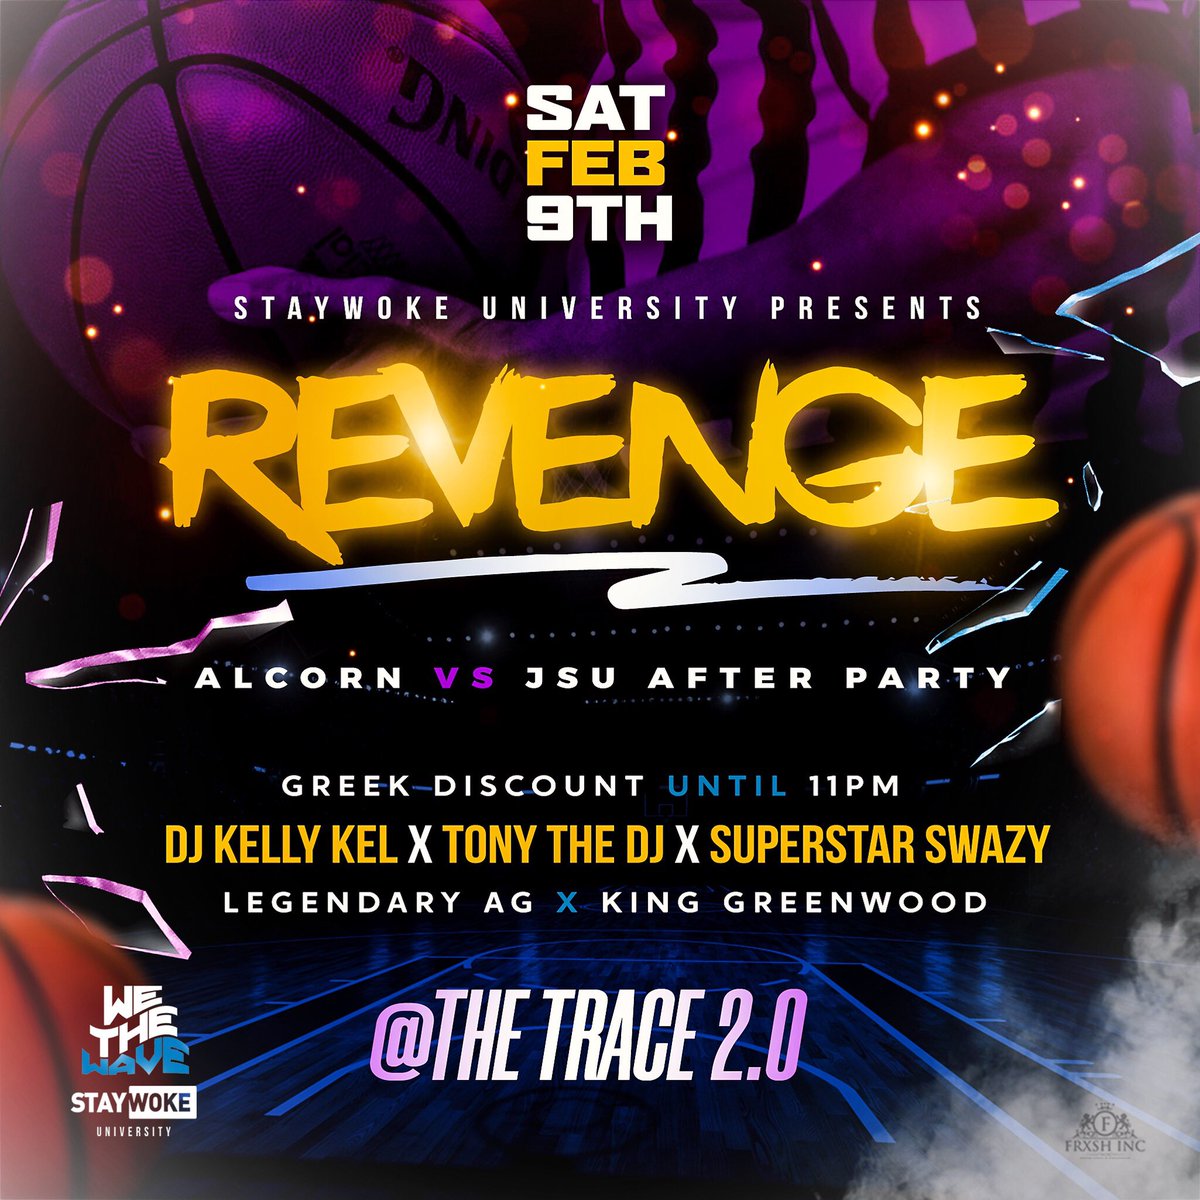 SAT
FEB
9TH
STAYWOKE UNIVERSITY PRESENTS
REVENGE
ALCORN VS JSU AFTER PARTY
GREEK DISCOUNT UNTIL 11PM
DJ KELLY KEL X TONY THE DJ X SUPERSTAR SWAZY
LEGENDARY AG X KING GREENWOOD
@THE TRACE 2.0
WE
THE
WAVE
STAYWOKE
UNIVERSITY
F
FRXSH INC